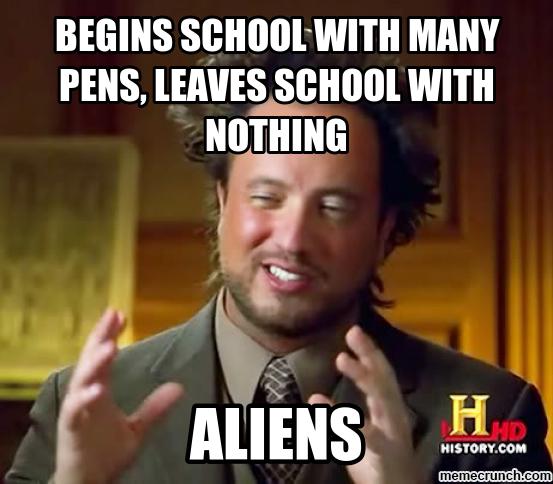 BEGINS SCHOOL WITH MANY
PENS, LEAVES SCHOOL WITH
NOTHING
ALIENS
H HD
HISTORY.COM
memecrunch.com